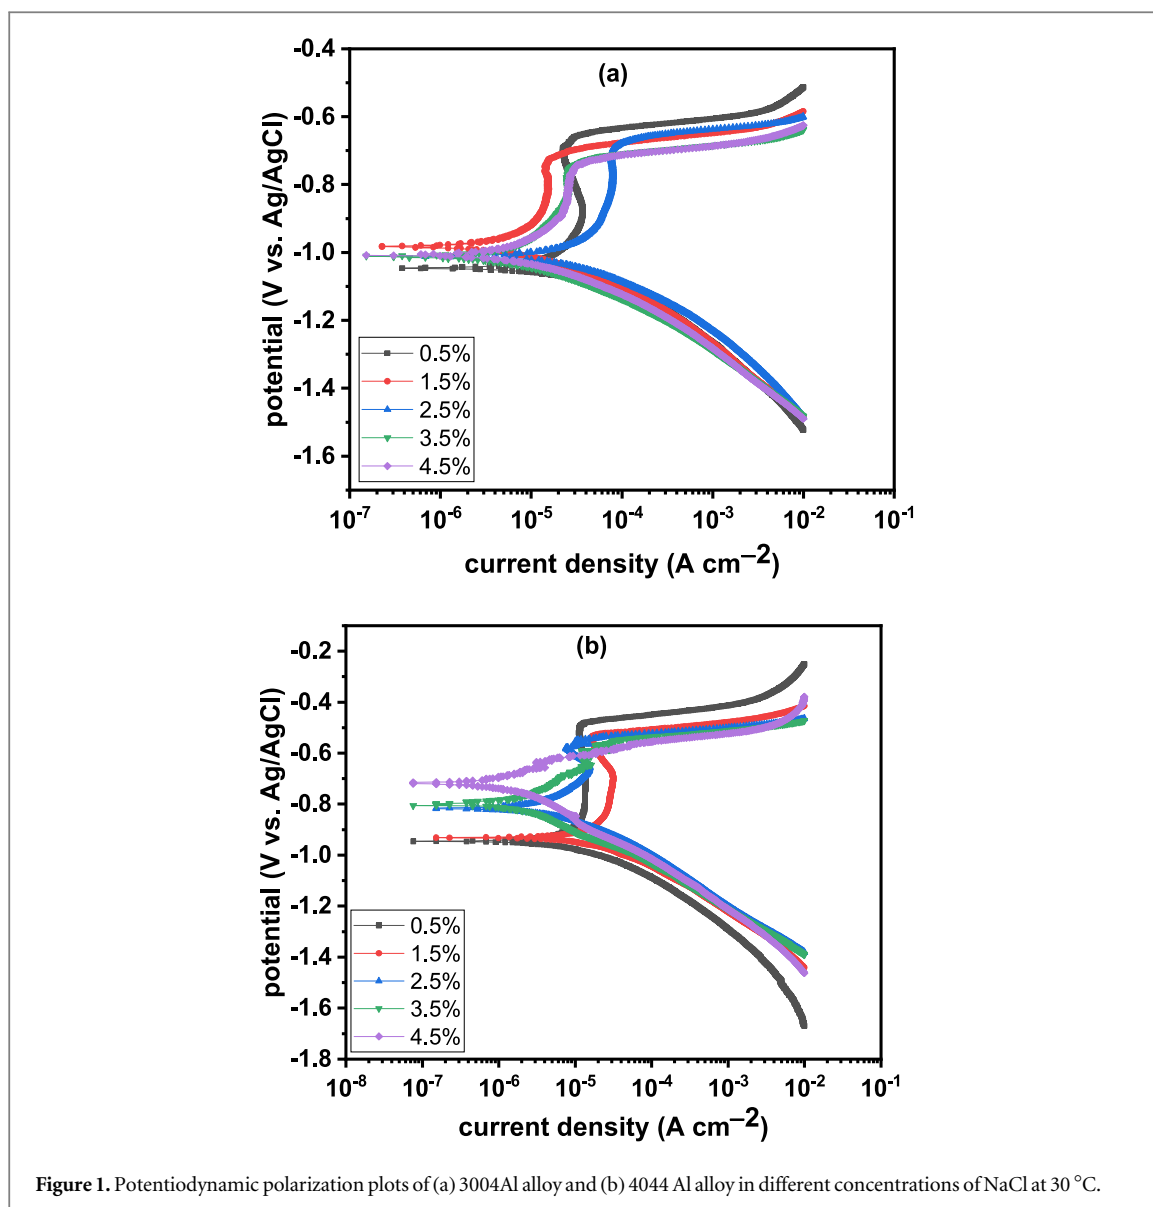 (a)
potential (V vs. Ag/AgCl)
-0.4
-0.6
-0.8
-1.0
-1.2
-1.4
-1.6
0.5%
1.5%
2.5%
3.5%
4.5%
10⁻⁷ 10⁻⁶ 10⁻⁵ 10⁻⁴ 10⁻³ 10⁻² 10⁻¹
current density (A cm⁻²)
(b)
potential (V vs. Ag/AgCl)
-0.2
-0.4
-0.6
-0.8
-1.0
-1.2
-1.4
-1.6
-1.8
0.5%
1.5%
2.5%
3.5%
4.5%
10⁻⁸ 10⁻⁷ 10⁻⁶ 10⁻⁵ 10⁻⁴ 10⁻³ 10⁻² 10⁻¹
current density (A cm⁻²)
Figure 1. Potentiodynamic polarization plots of (a) 3004Al alloy and (b) 4044 Al alloy in different concentrations of NaCl at 30 °C.